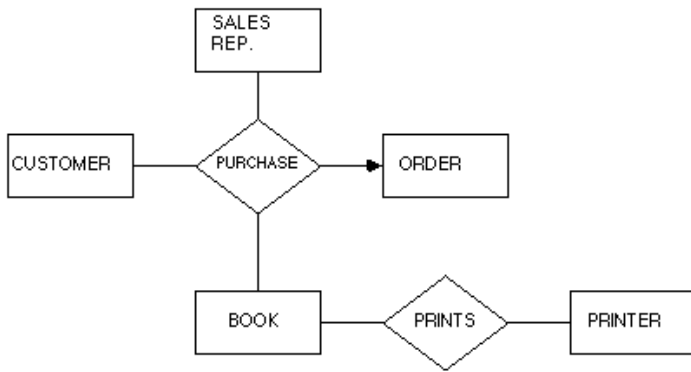 SALES
REP.
CUSTOMER
PURCHASE
ORDER
BOOK
PRINTS
PRINTER